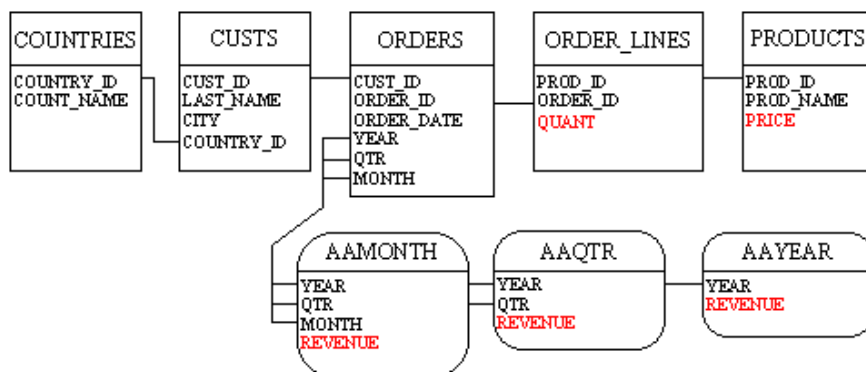 COUNTRIES
COUNTRY_ID
COUNT_NAME
CUSTS
CUST_ID
LAST_NAME
CITY
COUNTRY_ID
ORDERS
CUST_ID
ORDER_ID
ORDER_DATE
YEAR
QTR
MONTH
ORDER_LINES
PROD_ID
ORDER_ID
QUANT
PRODUCTS
PROD_ID
PROD_NAME
PRICE
AAMONTH
YEAR
QTR
MONTH
REVENUE
AAQTR
YEAR
QTR
REVENUE
AAYEAR
YEAR
REVENUE